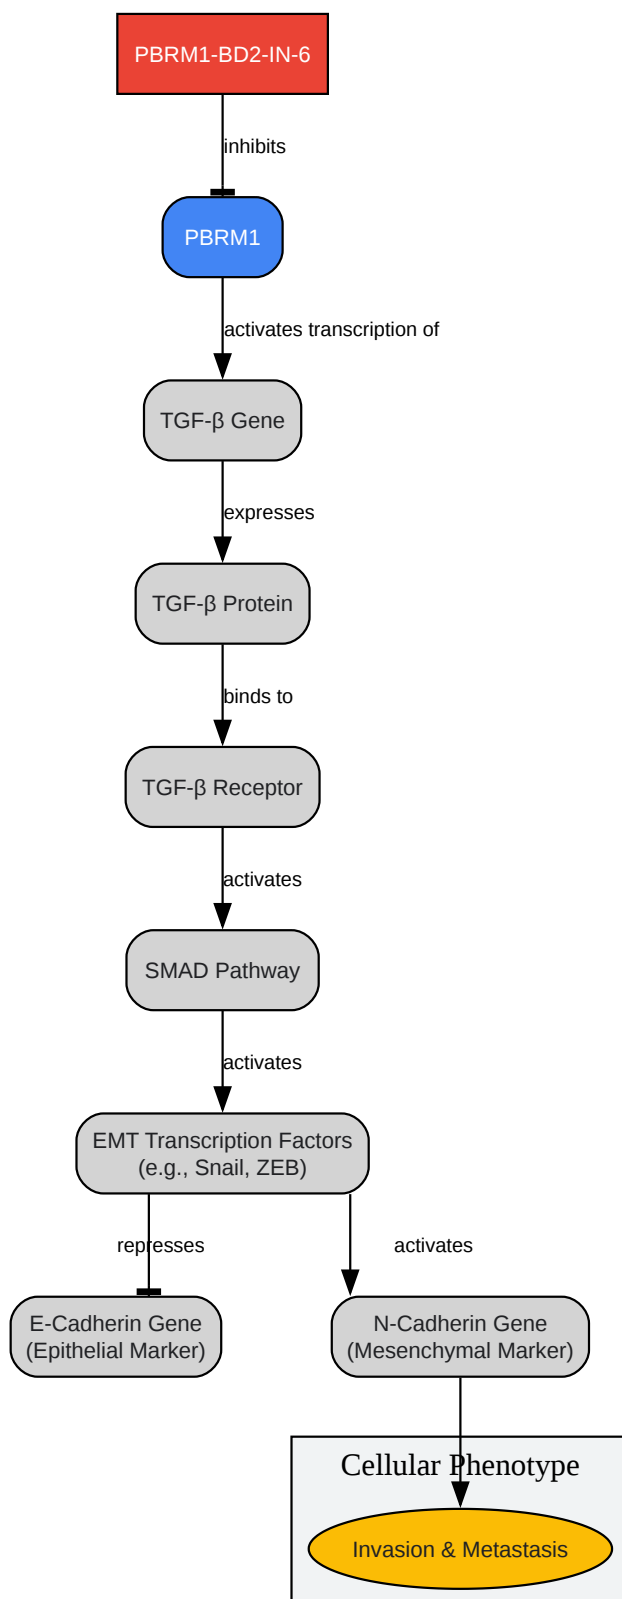 PBRM1-BD2-IN-6
inhibits
PBRM1
activates transcription of
TGF-β Gene
expresses
TGF-β Protein
binds to
TGF-β Receptor
activates
SMAD Pathway
activates
EMT Transcription Factors
(e.g., Snail, ZEB)
represses
activates
E-Cadherin Gene
(Epithelial Marker)
N-Cadherin Gene
(Mesenchymal Marker)
Cellular Phenotype
Invasion & Metastasis